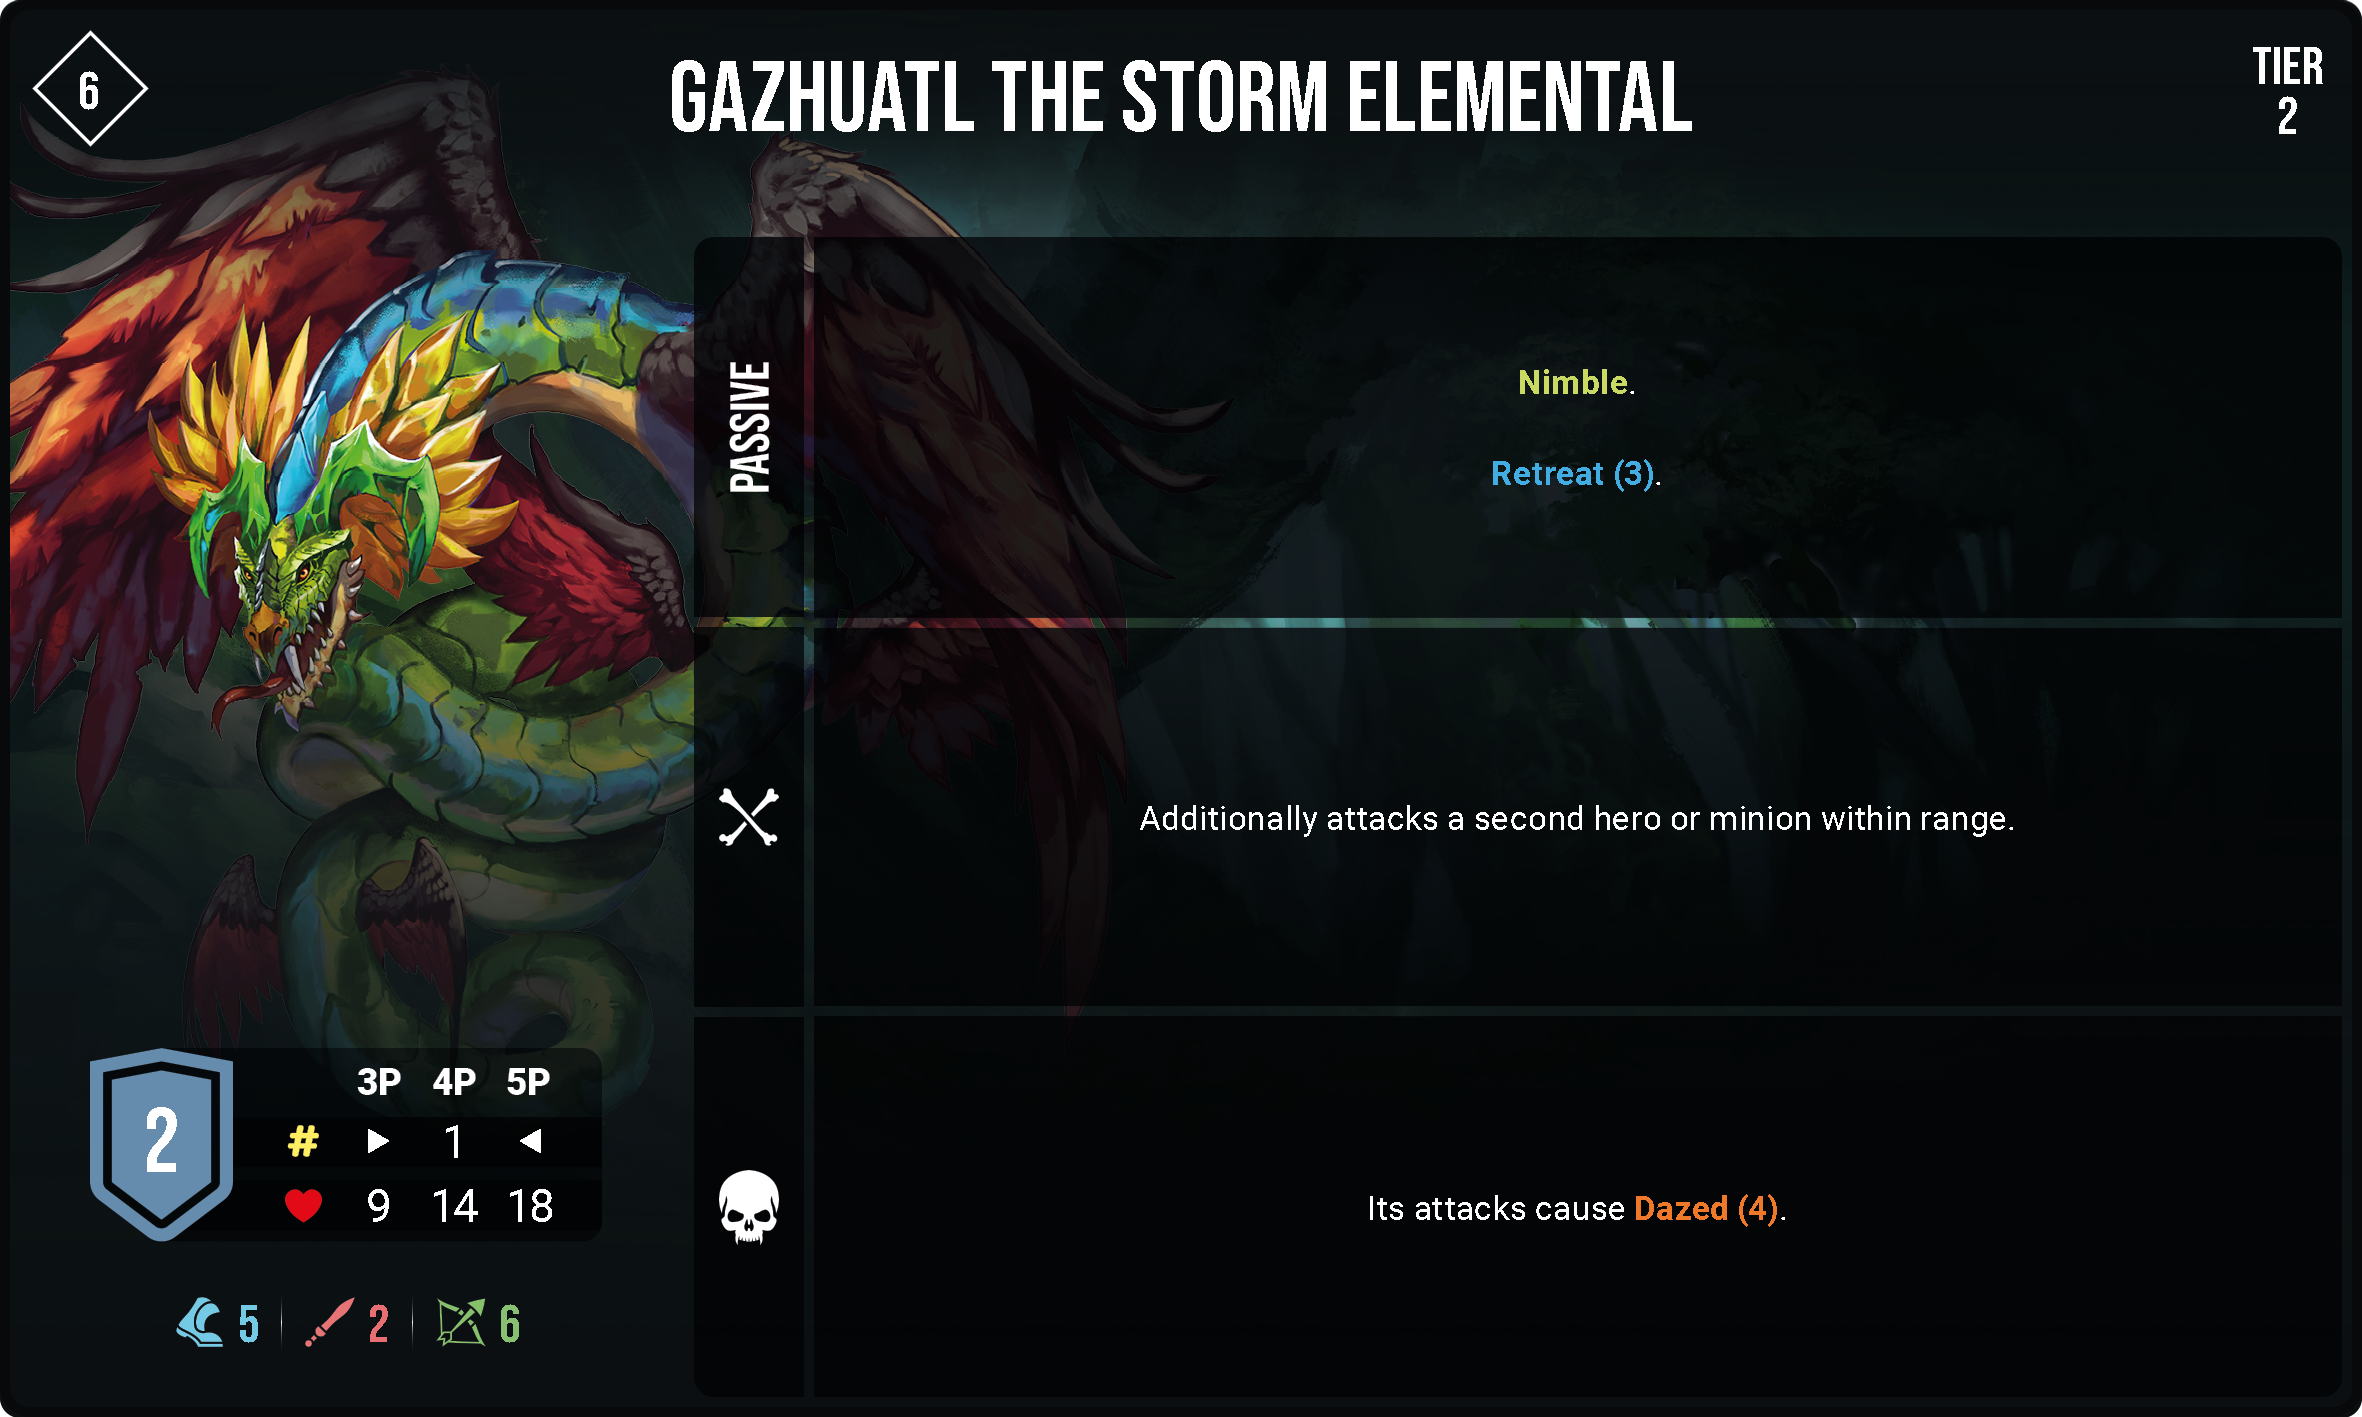 6
GAZHUATL THE STORM ELEMENTAL
TIER
2
PASSIVE
Nimble.
Retreat (3).
Additionally attacks a second hero or minion within range.
Its attacks cause Dazed (4).
2
3P 4P 5P
# ▶ 1 ◀
9 14 18
5 2 6